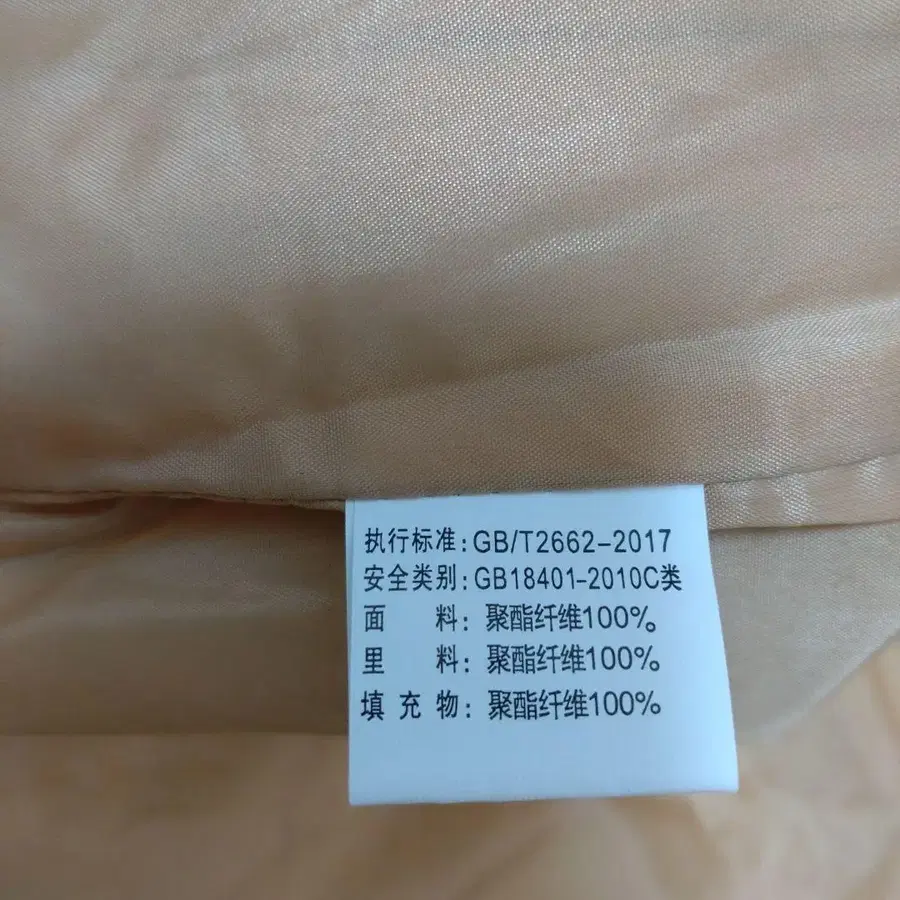 执行标准:GB/T2662-2017
安全类别:GB18401-2010C类
面 料:聚酯纤维100%
里 料:聚酯纤维100%
填充物:聚酯纤维100%